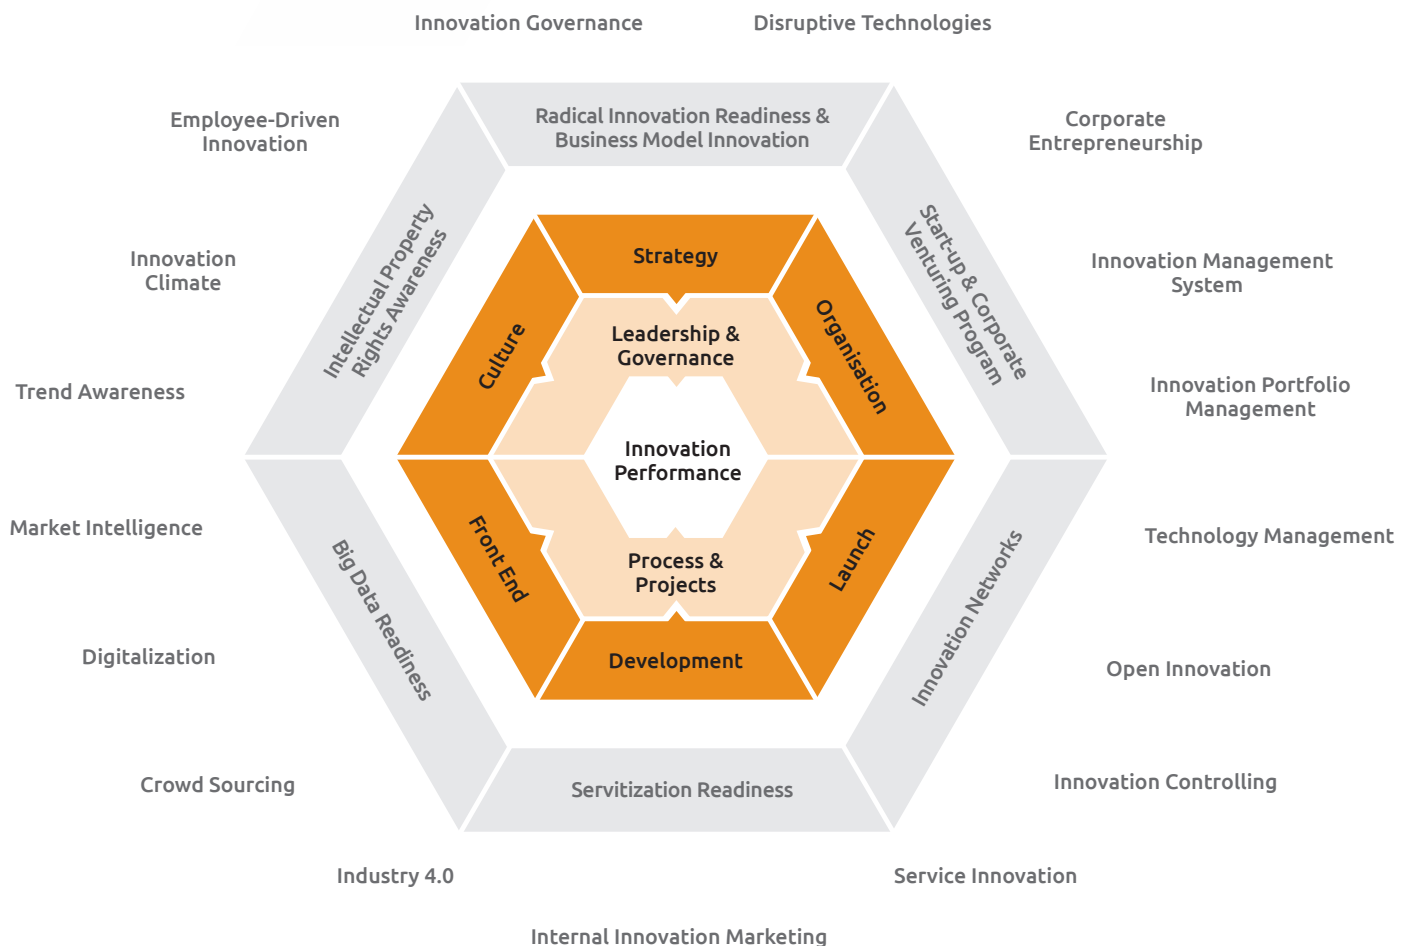 Innovation Governance
Disruptive Technologies
Employee-Driven
Innovation
Radical Innovation Readiness &
Business Model Innovation
Corporate
Entrepreneurship
Intellectual Property
Rights Awareness
Start-up & Corporate
Venturing Program
Innovation
Climate
Strategy
Innovation Management
System
Culture
Leadership &
Governance
Organisation
Trend Awareness
Innovation Portfolio
Management
Innovation
Performance
Market Intelligence
Front End
Process &
Projects
Launch
Technology Management
Big Data Readiness
Innovation Networks
Digitalization
Development
Open Innovation
Crowd Sourcing
Servitization Readiness
Innovation Controlling
Industry 4.0
Service Innovation
Internal Innovation Marketing